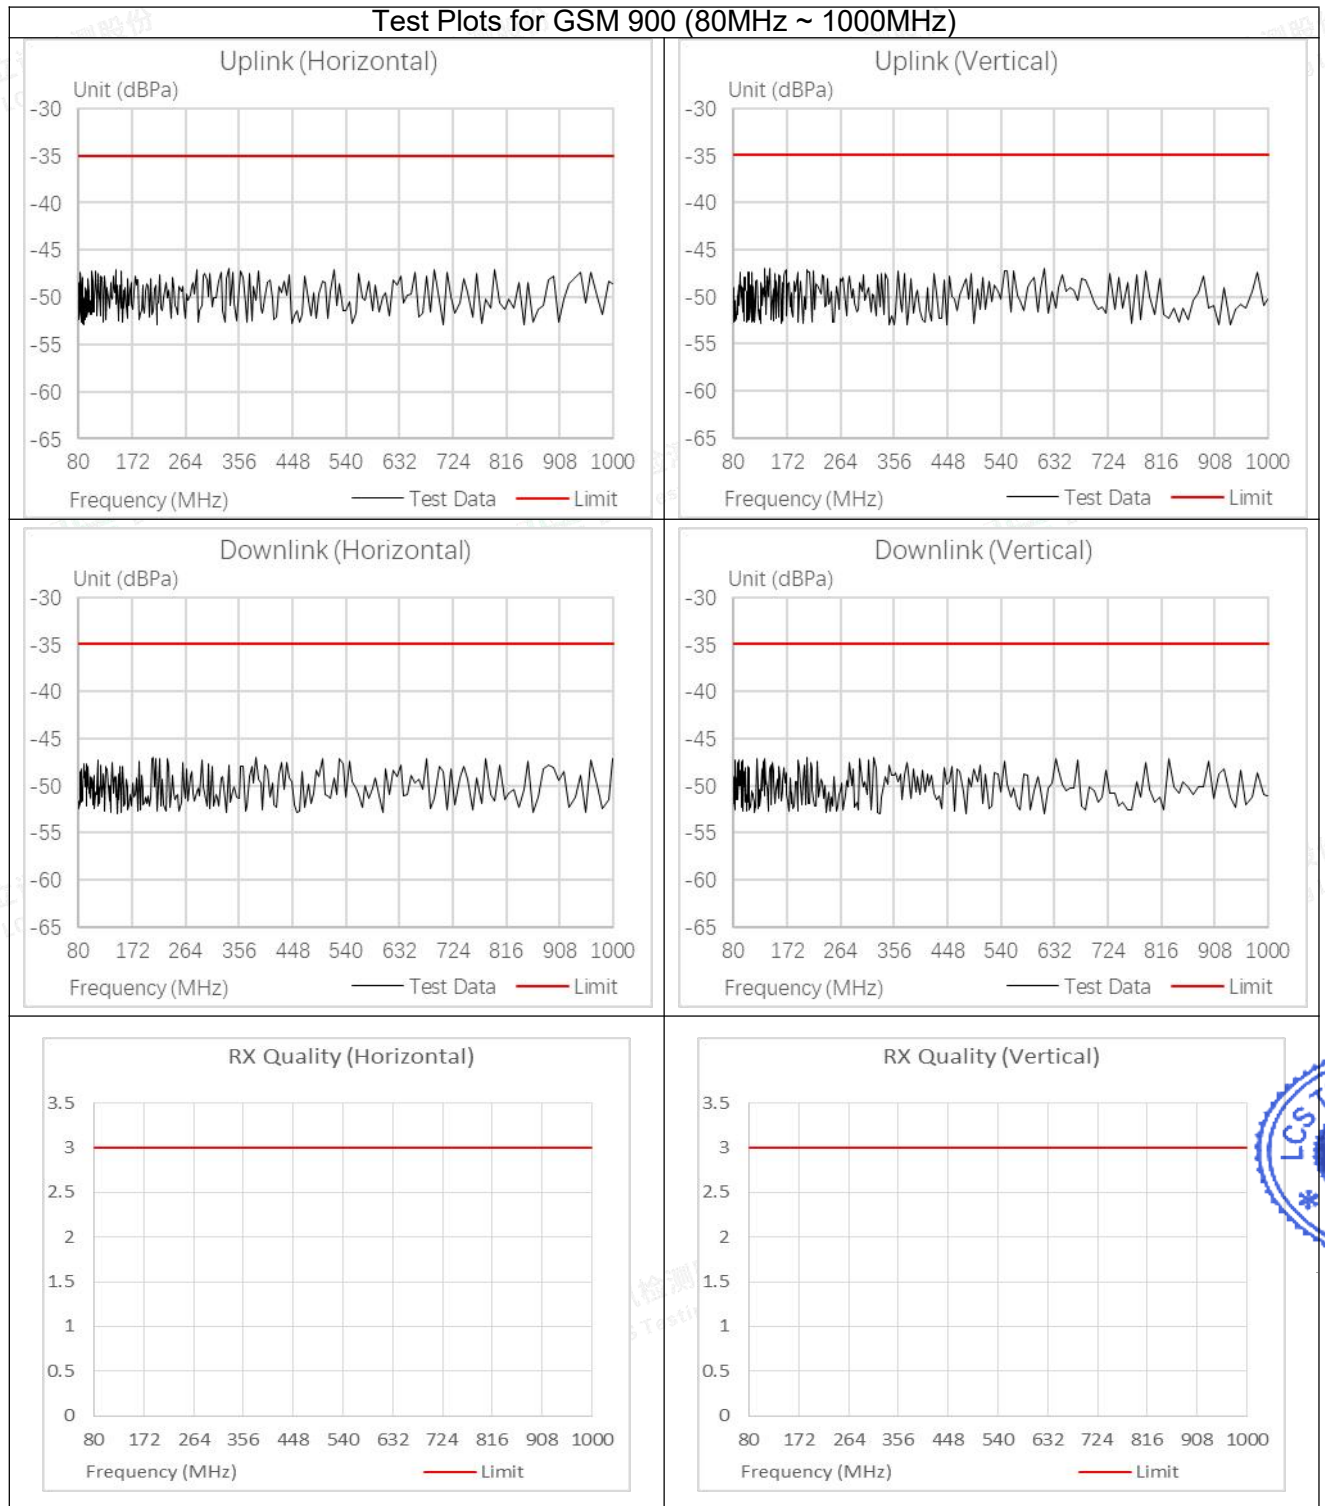 Test Plots for GSM 900 (80MHz ~ 1000MHz)
Uplink (Horizontal)
Unit (dBPa)
-30
-35
-40
-45
-50
-55
-60
-65
80 172 264 356 448 540 632 724 816 908 1000
Frequency (MHz) Test Data Limit
Uplink (Vertical)
Unit (dBPa)
-30
-35
-40
-45
-50
-55
-60
-65
80 172 264 356 448 540 632 724 816 908 1000
Frequency (MHz) Test Data Limit
Downlink (Horizontal)
Unit (dBPa)
-30
-35
-40
-45
-50
-55
-60
-65
80 172 264 356 448 540 632 724 816 908 1000
Frequency (MHz) Test Data Limit
Downlink (Vertical)
Unit (dBPa)
-30
-35
-40
-45
-50
-55
-60
-65
80 172 264 356 448 540 632 724 816 908 1000
Frequency (MHz) Test Data Limit
RX Quality (Horizontal)
3.5
3
2.5
2
1.5
1
0.5
0
80 172 264 356 448 540 632 724 816 908 1000
Frequency (MHz) Limit
RX Quality (Vertical)
3.5
3
2.5
2
1.5
1
0.5
0
80 172 264 356 448 540 632 724 816 908 1000
Frequency (MHz) Limit
LCS T